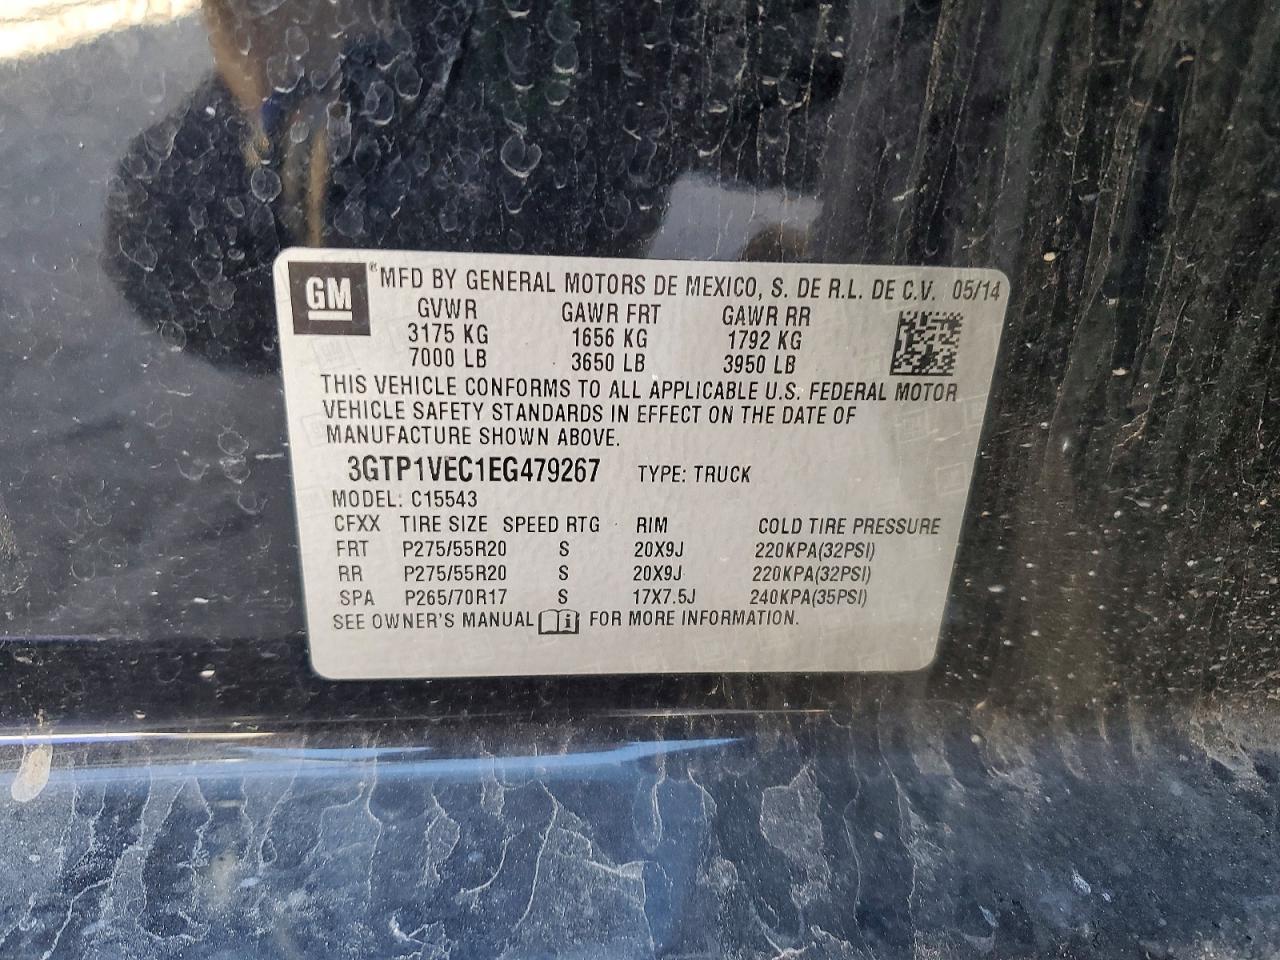 GM ® MFD BY GENERAL MOTORS DE MEXICO, S. DE R.L. DE C.V. 05/14
GVWR GAWR FRT GAWR RR
3175 KG 1656 KG 1792 KG
7000 LB 3650 LB 3950 LB
THIS VEHICLE CONFORMS TO ALL APPLICABLE U.S. FEDERAL MOTOR
VEHICLE SAFETY STANDARDS IN EFFECT ON THE DATE OF
MANUFACTURE SHOWN ABOVE.
3GTP1VEC1EG479267 TYPE: TRUCK
MODEL: C15543
CFXX TIRE SIZE SPEED RTG RIM COLD TIRE PRESSURE
FRT P275/55R20 S 20X9J 220KPA(32PSI)
RR P275/55R20 S 20X9J 220KPA(32PSI)
SPA P265/70R17 S 17X7.5J 240KPA(35PSI)
SEE OWNER'S MANUAL i FOR MORE INFORMATION.